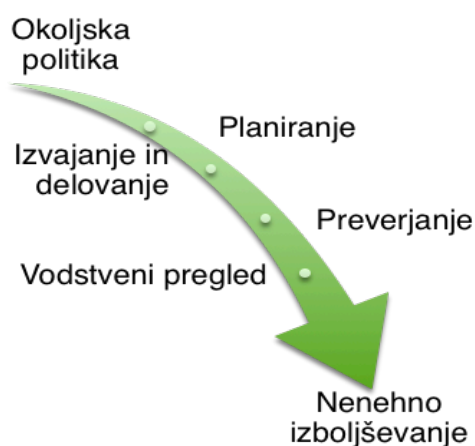 Okoljska
politika
Planiranje
Izvajanje in
delovanje
Preverjanje
Vodstveni pregled
Nenehno
izboljševanje